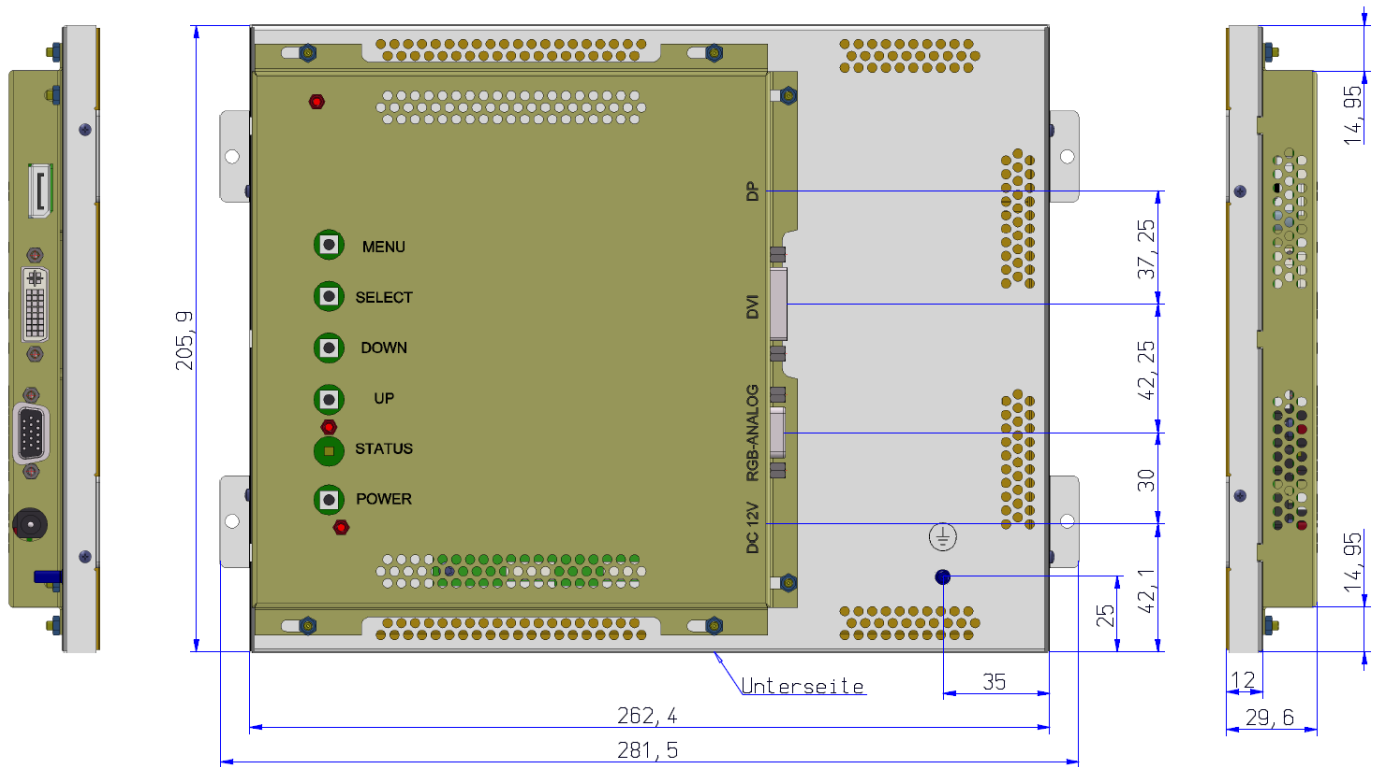 14,95
DP
MENU
37,25
SELECT
DVI
205,9
DOWN
42,25
UP
RGB-ANALOG
STATUS
30
POWER
DC 12V
42,1
25
14,95
Unterseite
35
12
262,4
29,6
281,5